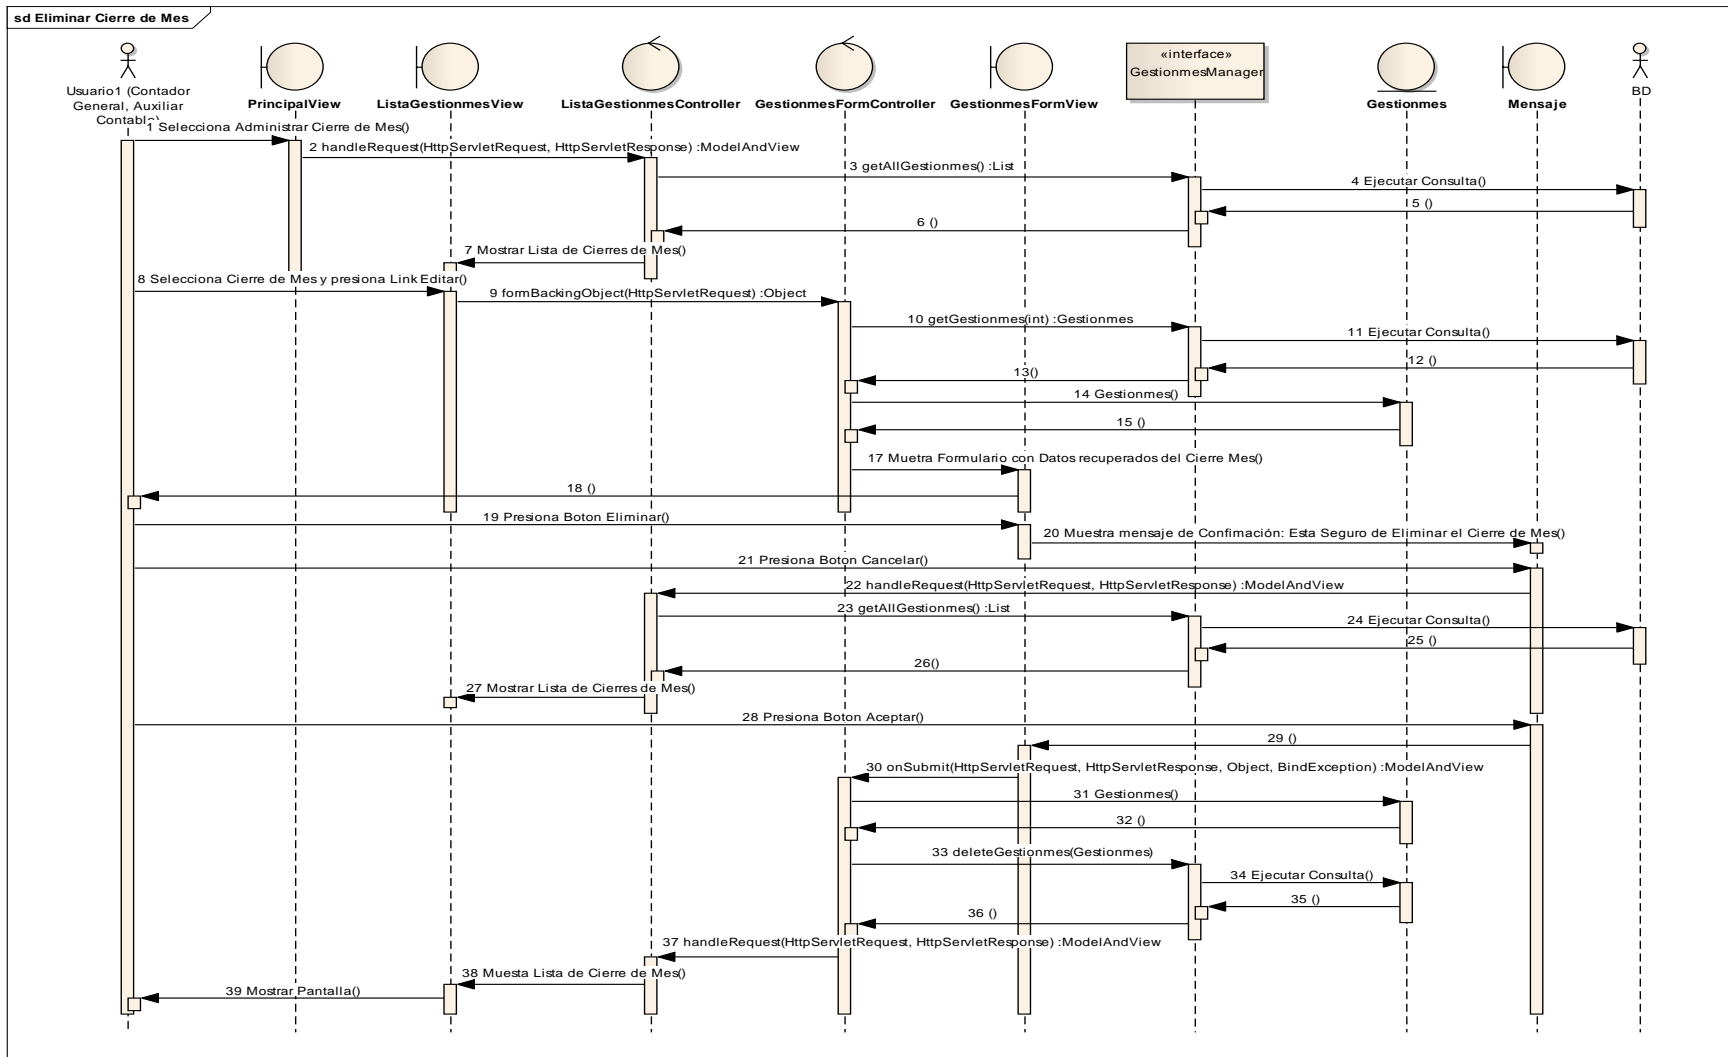 sd Eliminar Cierre de Mes
Usuario1 (Contador
General, Auxiliar
Contable)
PrincipalView
ListaGestionmesView
ListaGestionmesController
GestionmesFormController
GestionmesFormView
«interface»
GestionmesManager
Gestionmes
Mensaje
BD
1 Selecciona Administrar Cierre de Mes()
2 handleRequest(HttpServletRequest, HttpServletResponse) :ModelAndView
3 getAllGestionmes() :List
4 Ejecutar Consulta()
5 ()
6 ()
7 Mostrar Lista de Cierres de Mes()
8 Selecciona Cierre de Mes y presiona Link Editar()
9 formBackingObject(HttpServletRequest) :Object
10 getGestionmes(int) :Gestionmes
11 Ejecutar Consulta()
12 ()
13()
14 Gestionmes()
15 ()
17 Muetra Formulario con Datos recuperados del Cierre Mes()
18 ()
19 Presiona Boton Eliminar()
20 Muestra mensaje de Confimación: Esta Seguro de Eliminar el Cierre de Mes()
21 Presiona Boton Cancelar()
22 handleRequest(HttpServletRequest, HttpServletResponse) :ModelAndView
23 getAllGestionmes() :List
24 Ejecutar Consulta()
25 ()
26()
27 Mostrar Lista de Cierres de Mes()
28 Presiona Boton Aceptar()
29 ()
30 onSubmit(HttpServletRequest, HttpServletResponse, Object, BindException) :ModelAndView
31 Gestionmes()
32 ()
33 deleteGestionmes(Gestionmes)
34 Ejecutar Consulta()
35 ()
36 ()
37 handleRequest(HttpServletRequest, HttpServletResponse) :ModelAndView
38 Muesta Lista de Cierre de Mes()
39 Mostrar Pantalla()